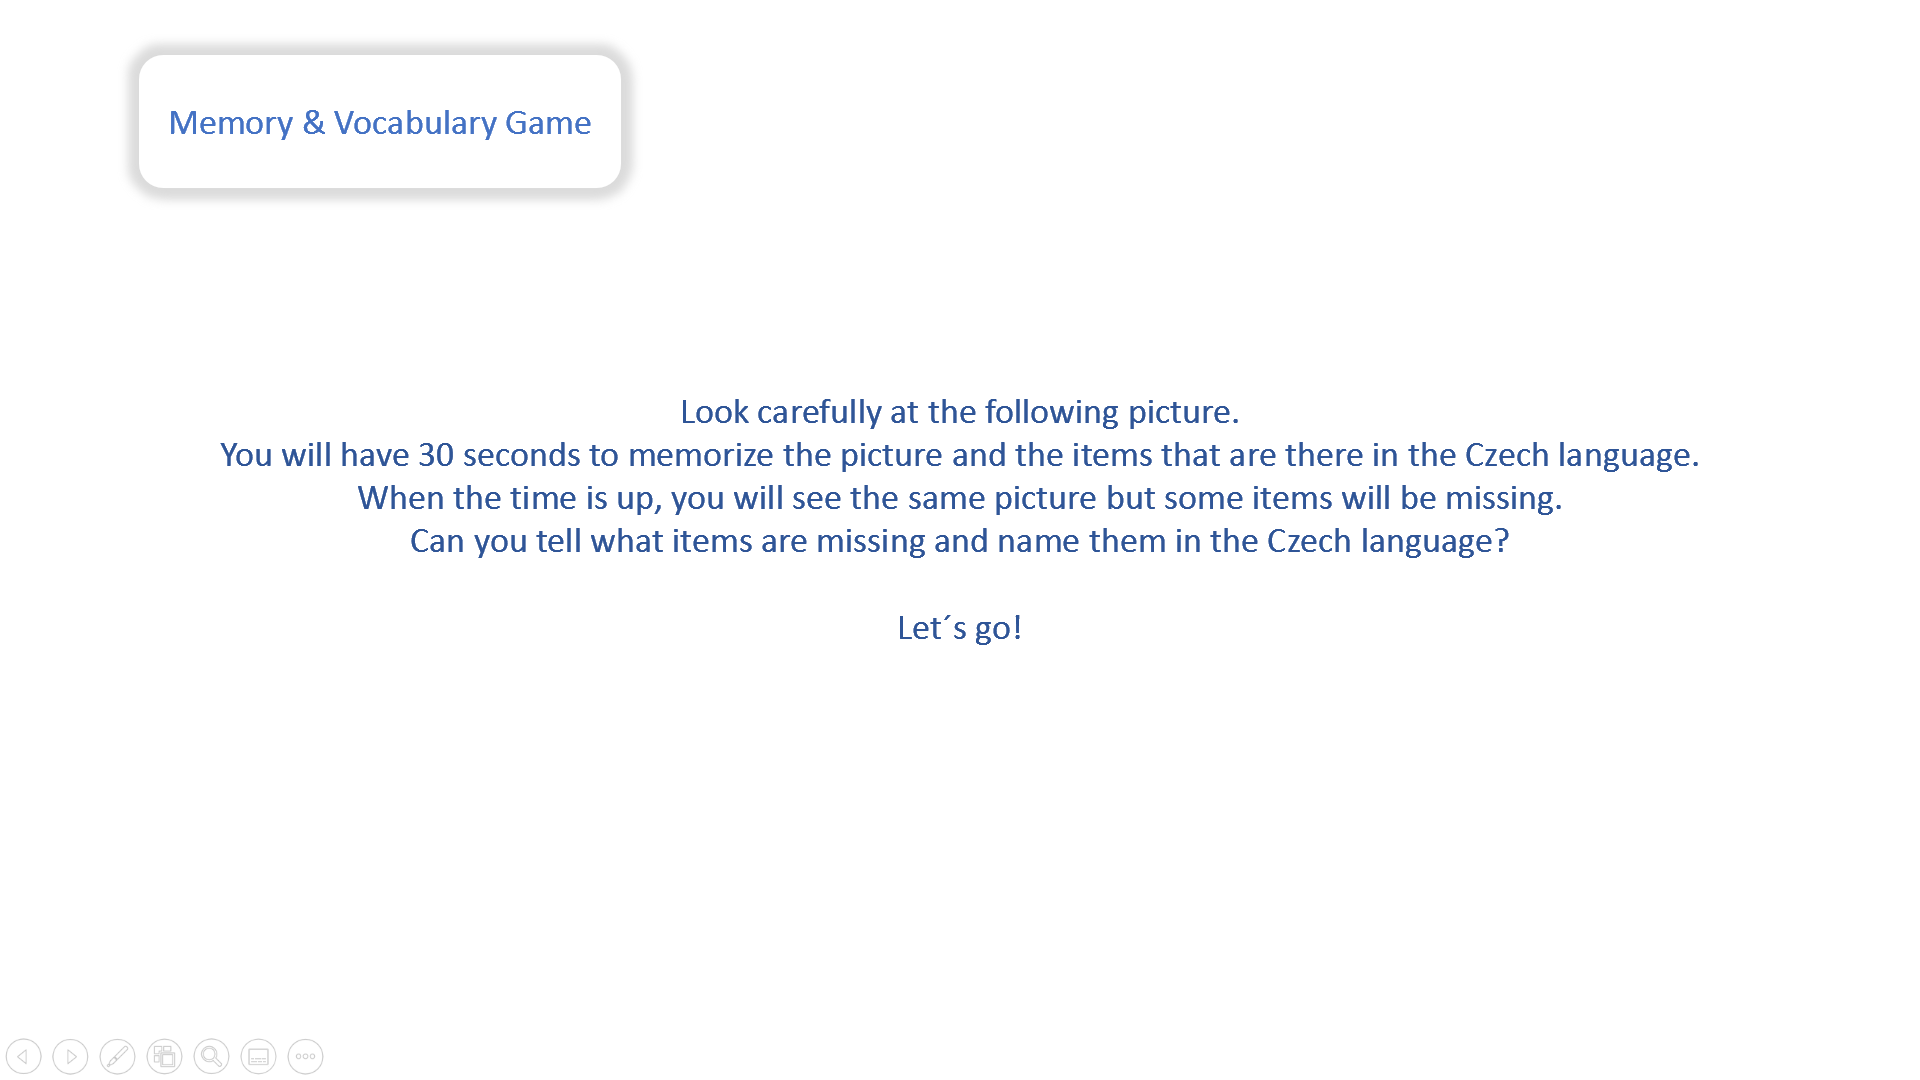 Memory & Vocabulary Game
Look carefully at the following picture.
You will have 30 seconds to memorize the picture and the items that are there in the Czech language.
When the time is up, you will see the same picture but some items will be missing.
Can you tell what items are missing and name them in the Czech language?
Let´s go!